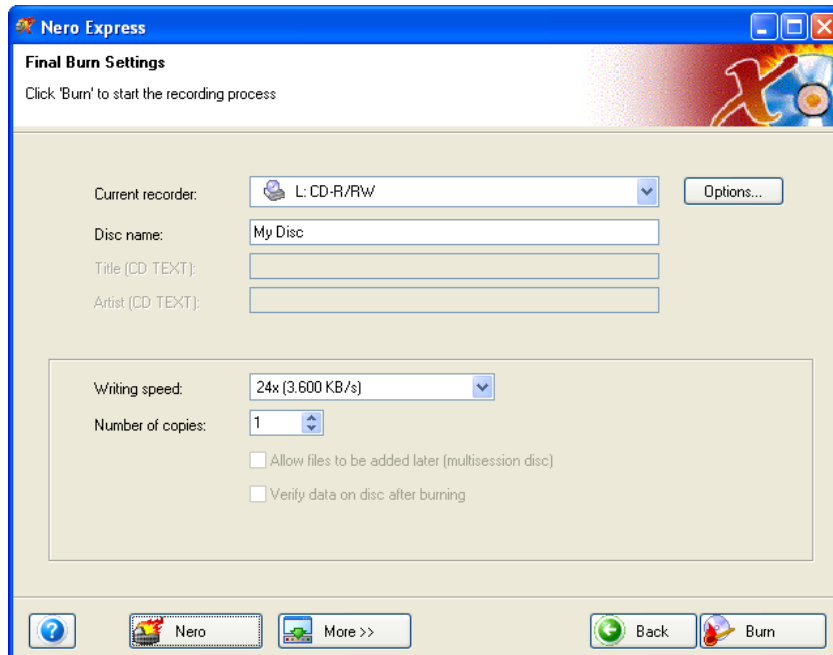 Nero Express
Final Burn Settings
Click 'Burn' to start the recording process
Current recorder: L: CD-R/RW Options...
Disc name: My Disc
Title (CD TEXT):
Artist (CD TEXT):
Writing speed: 24x (3.600 KB/s)
Number of copies: 1
Allow files to be added later (multisession disc)
Verify data on disc after burning
Nero More >> Back Burn